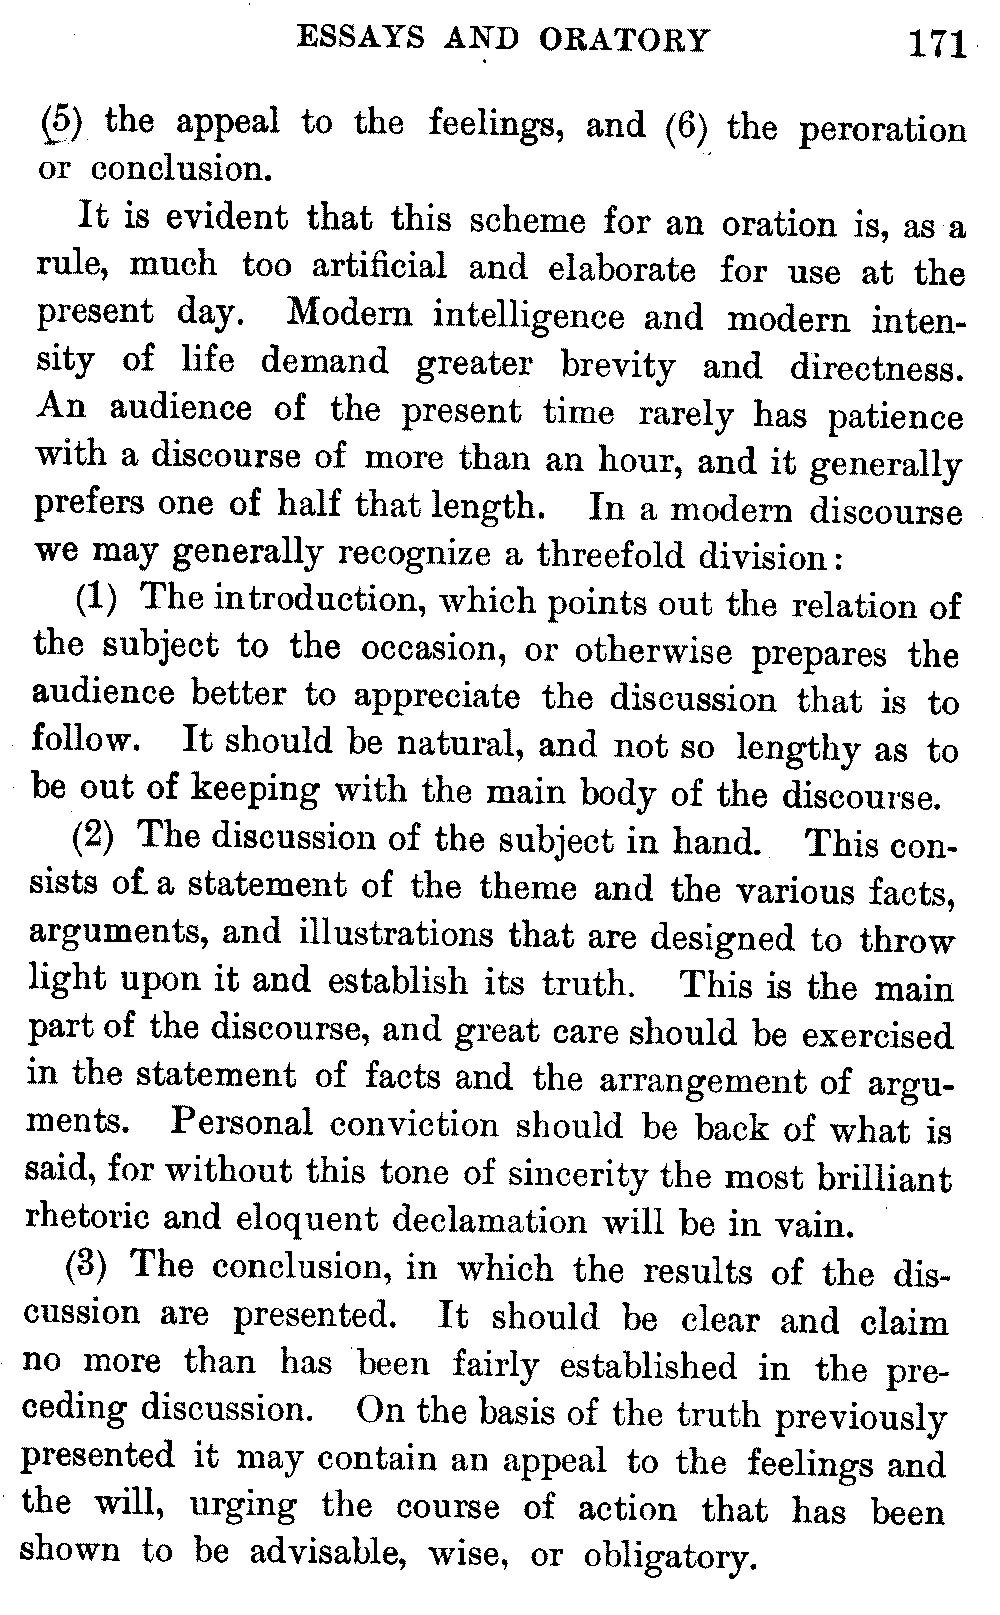 ESSAYS AND ORATORY 171
(5) the appeal to the feelings, and (6) the peroration
or conclusion.
It is evident that this scheme for an oration is, as a
rule, much too artificial and elaborate for use at the
present day. Modern intelligence and modern inten-
sity of life demand greater brevity and directness.
An audience of the present time rarely has patience
with a discourse of more than an hour, and it generally
prefers one of half that length. In a modern discourse
we may generally recognize a threefold division:
(1) The introduction, which points out the relation of
the subject to the occasion, or otherwise prepares the
audience better to appreciate the discussion that is to
follow. It should be natural, and not so lengthy as to
be out of keeping with the main body of the discourse.
(2) The discussion of the subject in hand. This con-
sists of a statement of the theme and the various facts,
arguments, and illustrations that are designed to throw
light upon it and establish its truth. This is the main
part of the discourse, and great care should be exercised
in the statement of facts and the arrangement of argu-
ments. Personal conviction should be back of what is
said, for without this tone of sincerity the most brilliant
rhetoric and eloquent declamation will be in vain.
(3) The conclusion, in which the results of the dis-
cussion are presented. It should be clear and claim
no more than has been fairly established in the pre-
ceding discussion. On the basis of the truth previously
presented it may contain an appeal to the feelings and
the will, urging the course of action that has been
shown to be advisable, wise, or obligatory.